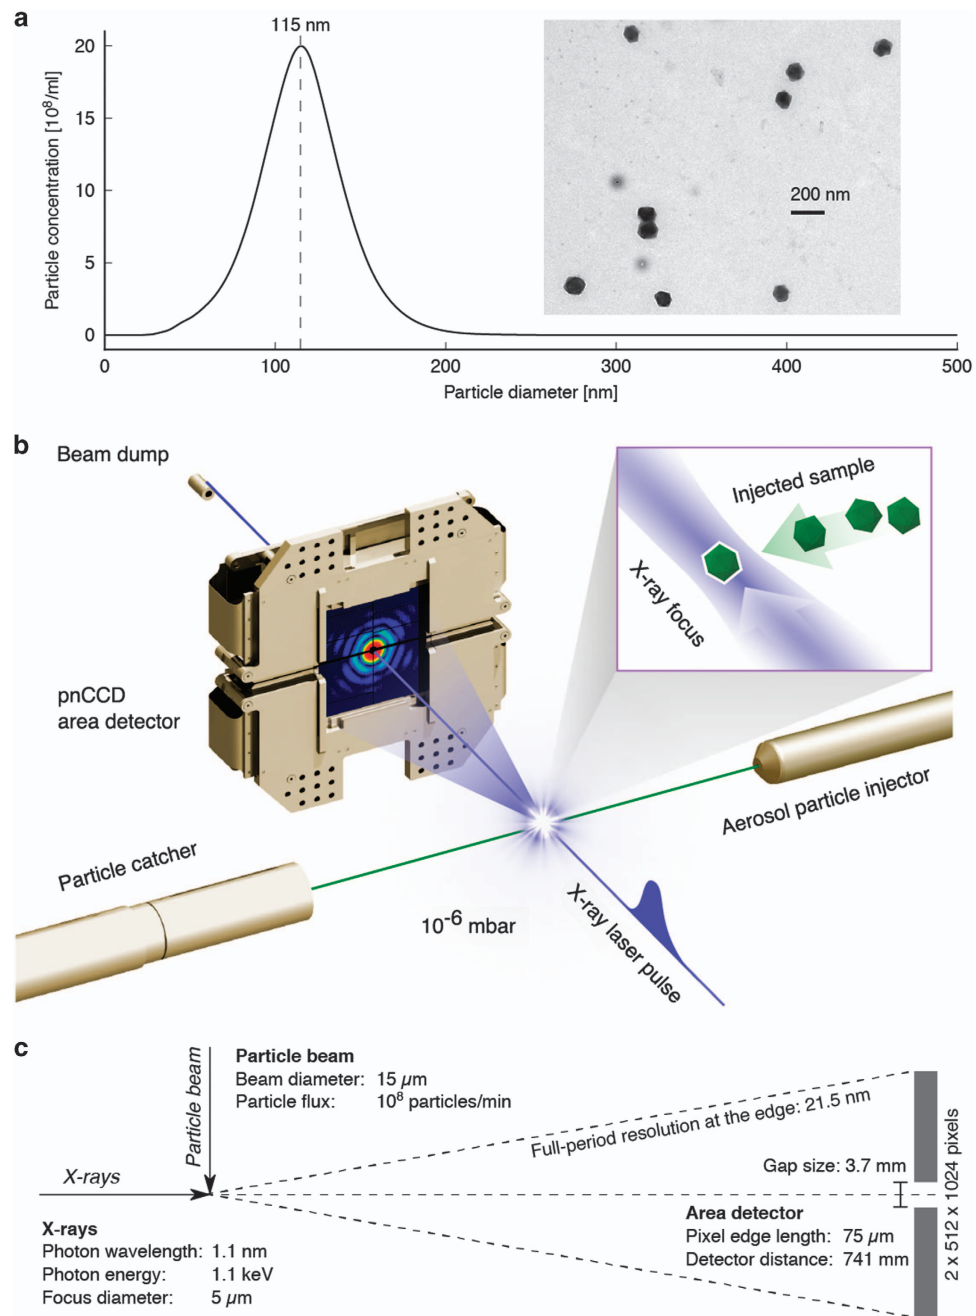 a
115 nm
20
15
10
5
0
Particle concentration [10⁸/ml]
200 nm
0
100
200
300
400
500
Particle diameter [nm]
b
Beam dump
Injected sample
X-ray focus
pnCCD
area detector
Aerosol particle injector
Particle catcher
10⁻⁶ mbar
X-ray laser pulse
c
Particle beam
Particle beam
Beam diameter: 15 µm
Particle flux: 10⁸ particles/min
Full-period resolution at the edge: 21.5 nm
X-rays
Gap size: 3.7 mm
2 x 512 x 1024 pixels
X-rays
Photon wavelength: 1.1 nm
Photon energy: 1.1 keV
Focus diameter: 5 µm
Area detector
Pixel edge length: 75 µm
Detector distance: 741 mm